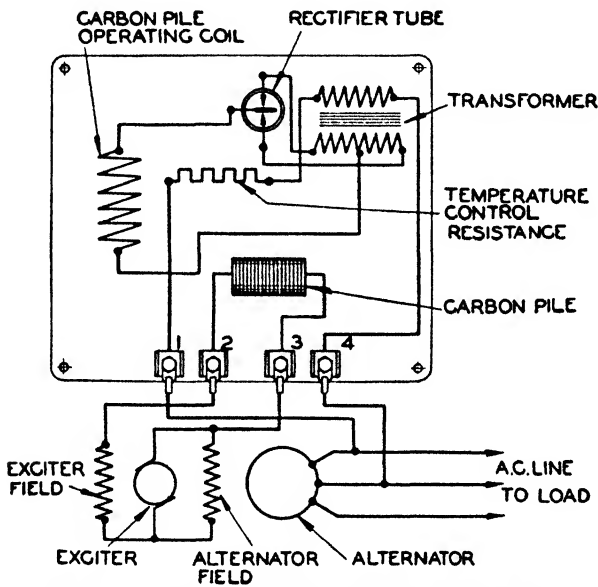 CARBON PILE
OPERATING COIL
RECTIFIER TUBE
TRANSFORMER
TEMPERATURE
CONTROL
RESISTANCE
CARBON PILE
1
2
3
4
EXCITER
FIELD
EXCITER
ALTERNATOR
FIELD
ALTERNATOR
A.C. LINE
TO LOAD